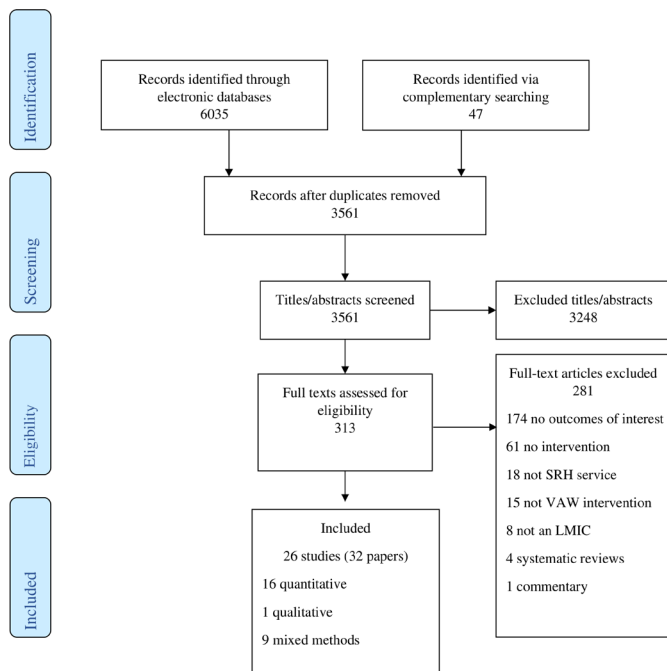 Identification
Records identified through
electronic databases
6035
Records identified via
complementary searching
47
Screening
Records after duplicates removed
3561
Titles/abstracts screened
3561
Excluded titles/abstracts
3248
Eligibility
Full texts assessed for
eligibility
313
Full-text articles excluded
281
174 no outcomes of interest
61 no intervention
18 not SRH service
15 not VAW intervention
8 not an LMIC
4 systematic reviews
1 commentary
Included
Included
26 studies (32 papers)
16 quantitative
1 qualitative
9 mixed methods